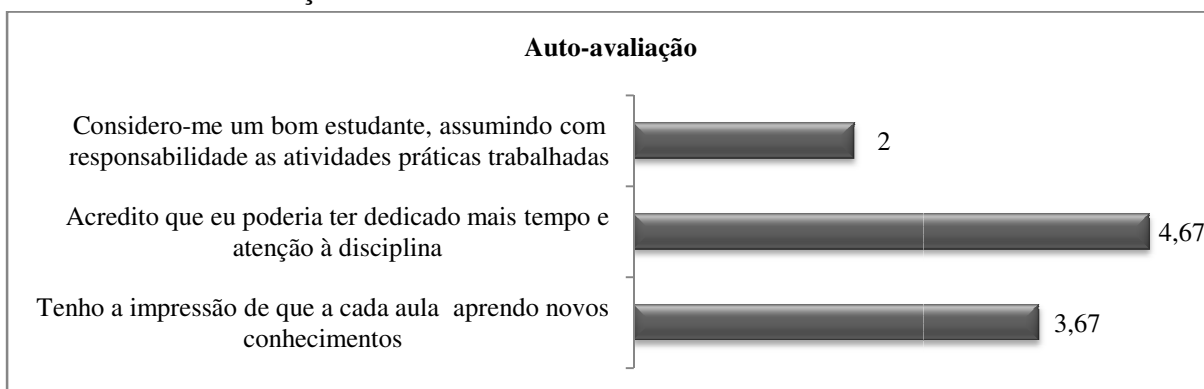 Auto-avaliação
Considero-me um bom estudante, assumindo com
responsabilidade as atividades práticas trabalhadas
2
Acredito que eu poderia ter dedicado mais tempo e
atenção à disciplina
4,67
Tenho a impressão de que a cada aula aprendo novos
conhecimentos
3,67